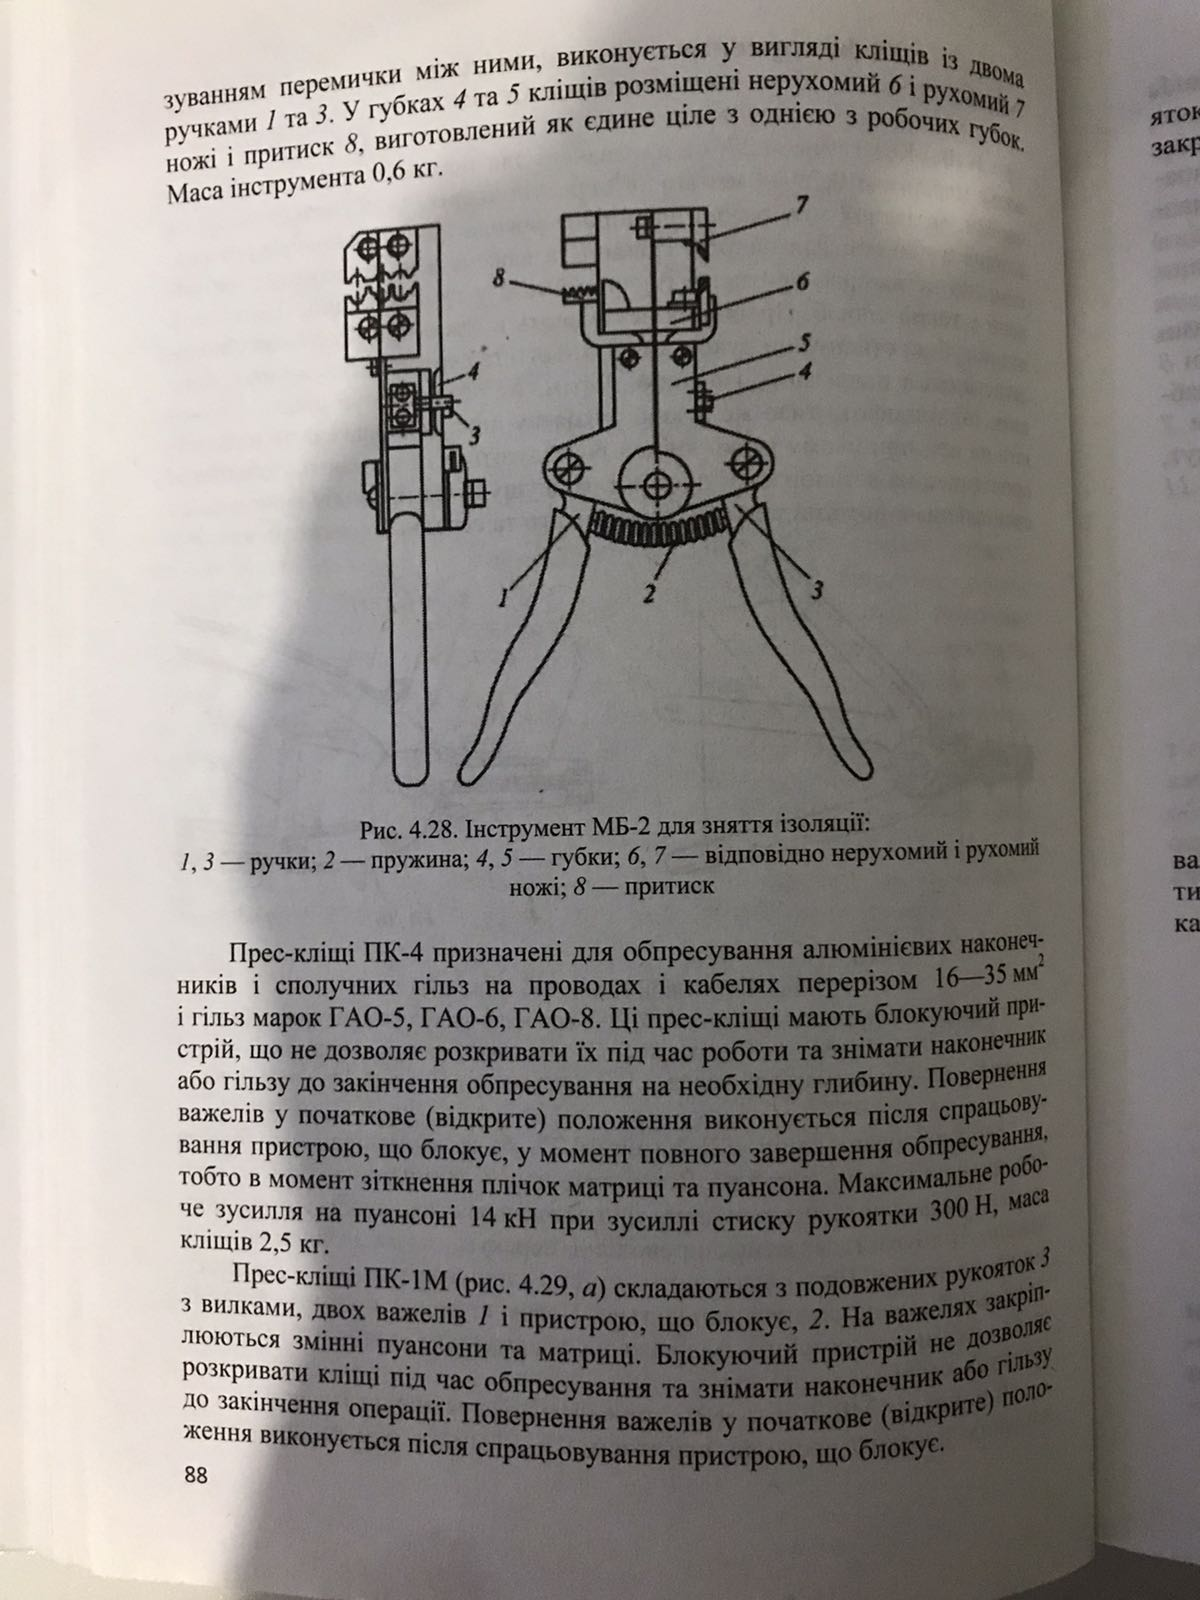 зуванням перемички між ними, виконується у вигляді кліщів із двома
ручками 1 та 3. У губках 4 та 5 кліщів розміщені нерухомий 6 і рухомий 7
ножі і притиск 8, виготовлений як єдине ціле з однією з робочих губок.
Маса інструмента 0,6 кг.
7
8
6
5
4
4
3
1
2
3
Рис. 4.28. Інструмент МБ-2 для зняття ізоляції:
1, 3 — ручки; 2 — пружина; 4, 5 — губки; 6, 7 — відповідно нерухомий і рухомий
ножі; 8 — притиск
Прес-кліщі ПК-4 призначені для обпресування алюмінієвих наконеч-
ників і сполучних гільз на проводах і кабелях перерізом 16—35 мм²
і гільз марок ГАО-5, ГАО-6, ГАО-8. Ці прес-кліщі мають блокуючий при-
стрій, що не дозволяє розкривати їх під час роботи та знімати наконечник
або гільзу до закінчення обпресування на необхідну глибину. Повернення
важелів у початкове (відкрите) положення виконується після спрацьову-
вання пристрою, що блокує, у момент повного завершення обпресування,
тобто в момент зіткнення плічок матриці та пуансона. Максимальне робо-
че зусилля на пуансоні 14 кН при зусиллі стиску рукоятки 300 Н, маса
кліщів 2,5 кг.
Прес-кліщі ПК-1М (рис. 4.29, а) складаються з подовжених рукояток 3
з вилками, двох важелів 1 і пристрою, що блокує, 2. На важелях закріп-
люються змінні пуансони та матриці. Блокуючий пристрій не дозволяє
розкривати кліщі під час обпресування та знімати наконечник або гільзу
до закінчення операції. Повернення важелів у початкове (відкрите) поло-
ження виконується після спрацьовування пристрою, що блокує.
88
яток
закр
ва
ти
ка